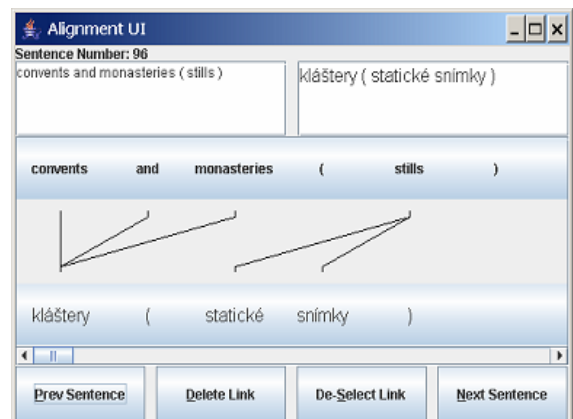 Alignment UI
Sentence Number: 96
convents and monasteries ( stills )
kláštery ( statické snímky )
convents and monasteries ( stills )
kláštery ( statické snímky )
Prev Sentence Delete Link De-Select Link Next Sentence